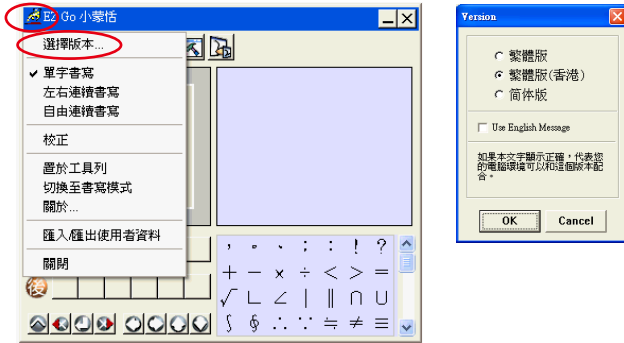 EZ Go 小蒙恬
選擇版本...
單字書寫
左右連續書寫
自由連續書寫
校正
置於工具列
切換至書寫模式
關於...
匯入/匯出使用者資料
關閉
後
, 。 、 ; : ! ?
+ − × ÷ < > =
√ ∟ ∠ | ‖ ∩ ∪
∫ ∮ ∴ ∵ ≒ ≠ ≡
Version
繁體版
繁體版(香港)
简体版
Use English Message
如果本文字顯示正確，代表您
的電腦環境可以和這個版本配
合。
OK Cancel